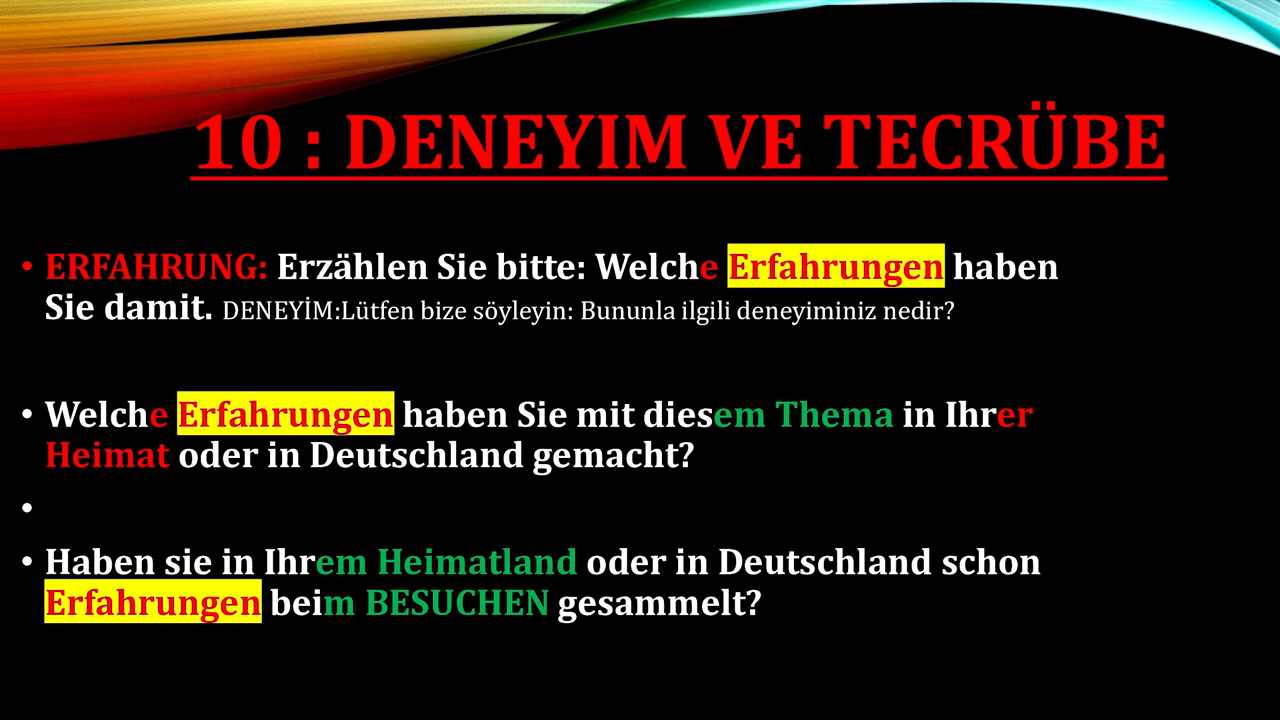 10 : DENEYIM VE TECRÜBE
• ERFAHRUNG: Erzählen Sie bitte: Welche Erfahrungen haben
Sie damit. DENEYİM:Lütfen bize söyleyin: Bununla ilgili deneyiminiz nedir?
• Welche Erfahrungen haben Sie mit diesem Thema in Ihrer
Heimat oder in Deutschland gemacht?
•
• Haben sie in Ihrem Heimatland oder in Deutschland schon
Erfahrungen beim BESUCHEN gesammelt?